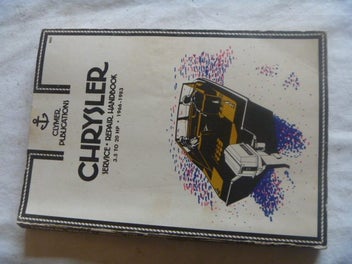 CLYMER
PUBLICATIONS
CHRYSLER
SERVICE • REPAIR HANDBOOK
3.5 TO 20 HP • 1966-1983